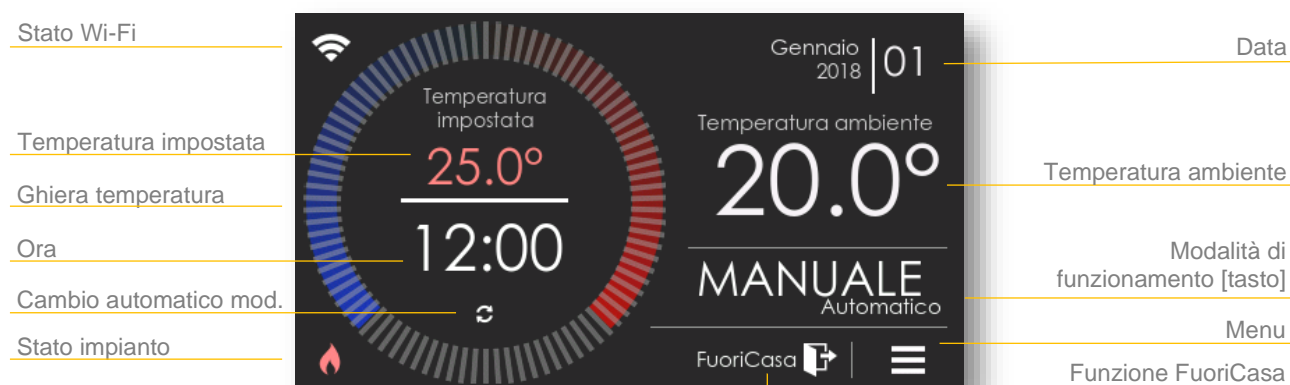 Stato Wi-Fi
Temperatura impostata
Ghiera temperatura
Ora
Cambio automatico mod.
Stato impianto
Temperatura
impostata
25.0°
12:00
Gennaio
2018
01
Temperatura ambiente
20.0°
MANUALE
Automatico
FuoriCasa
Data
Temperatura ambiente
Modalità di
funzionamento [tasto]
Menu
Funzione FuoriCasa